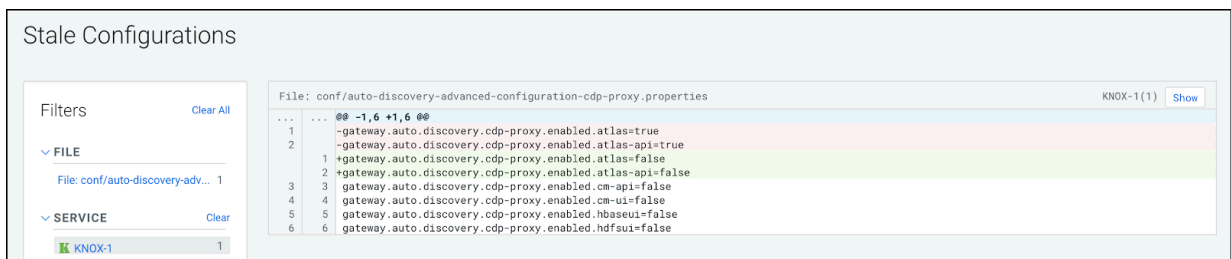 Stale Configurations
Filters Clear All
FILE
File: conf/auto-discovery-adv... 1
SERVICE Clear
KNOX-1 1
File: conf/auto-discovery-advanced-configuration-cdp-proxy.properties KNOX-1(1) Show
... ... @@ -1,6 +1,6 @@
1 -gateway.auto.discovery.cdp-proxy.enabled.atlas=true
2 -gateway.auto.discovery.cdp-proxy.enabled.atlas-api=true
1 +gateway.auto.discovery.cdp-proxy.enabled.atlas=false
2 +gateway.auto.discovery.cdp-proxy.enabled.atlas-api=false
3 3 gateway.auto.discovery.cdp-proxy.enabled.cm-api=false
4 4 gateway.auto.discovery.cdp-proxy.enabled.cm-ui=false
5 5 gateway.auto.discovery.cdp-proxy.enabled.hbaseui=false
6 6 gateway.auto.discovery.cdp-proxy.enabled.hdfsui=false